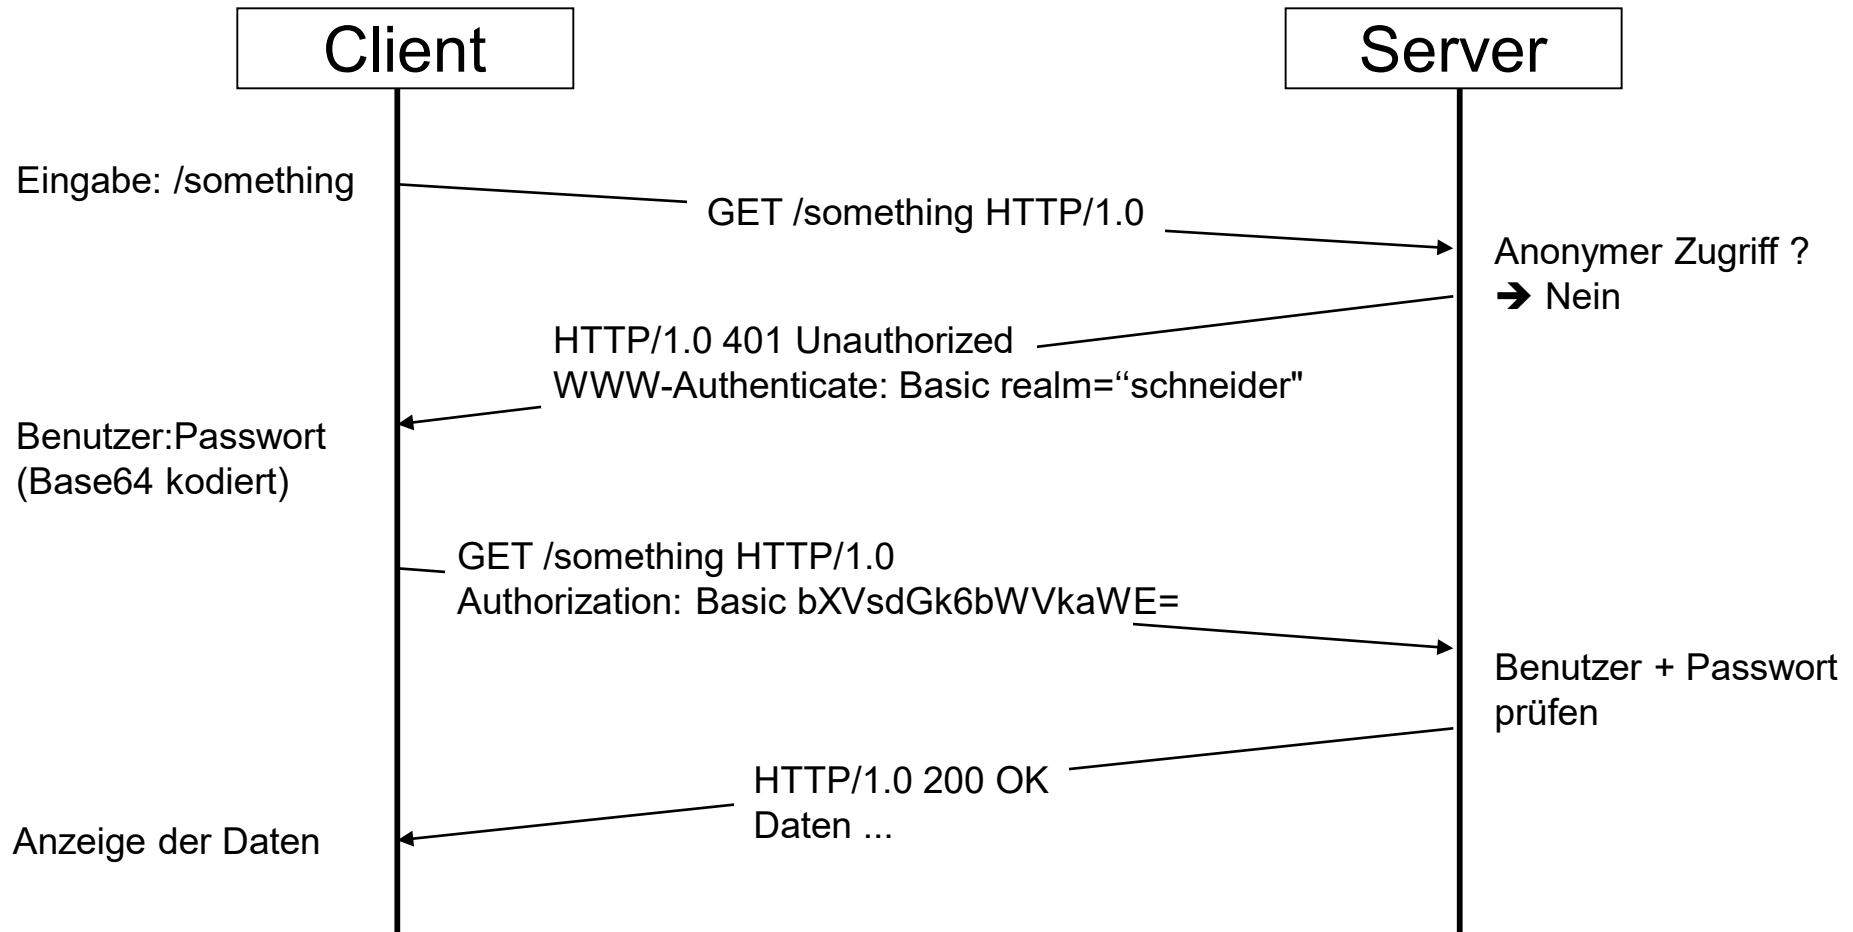 Client
Server
Eingabe: /something
GET /something HTTP/1.0
Anonymer Zugriff ?
➔ Nein
HTTP/1.0 401 Unauthorized
WWW-Authenticate: Basic realm=“schneider"
Benutzer:Passwort
(Base64 kodiert)
GET /something HTTP/1.0
Authorization: Basic bXVsdGk6bWVkaWE=
Benutzer + Passwort
prüfen
HTTP/1.0 200 OK
Daten ...
Anzeige der Daten